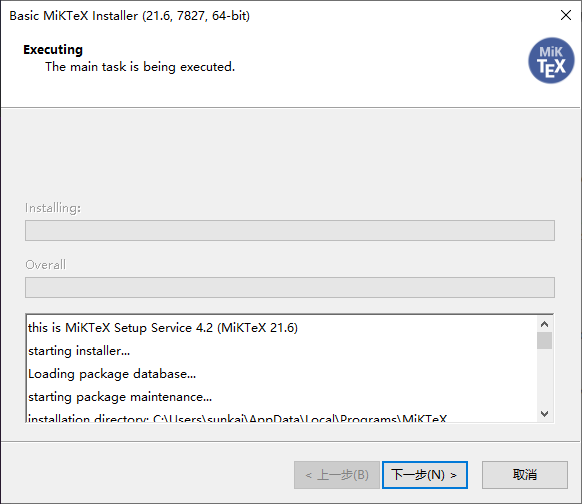 Basic MiKTeX Installer (21.6, 7827, 64-bit)
Executing
The main task is being executed.
MiK
TEX
Installing:
Overall
this is MiKTeX Setup Service 4.2 (MiKTeX 21.6)
starting installer...
Loading package database...
starting package maintenance...
installation directory: C:\Users\sunkai\AppData\Local\Programs\MiKTeX
< 上一步(B)
下一步(N) >
取消